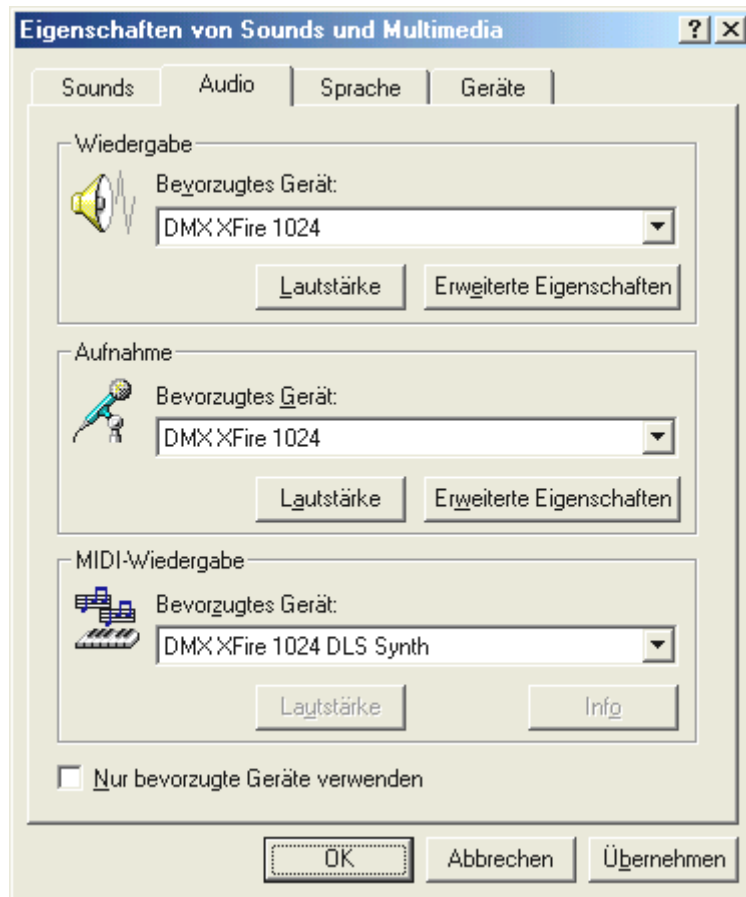 Eigenschaften von Sounds und Multimedia
Sounds Audio Sprache Geräte
Wiedergabe
Bevorzugtes Gerät:
DMX XFire 1024
Lautstärke Erweiterte Eigenschaften
Aufnahme
Bevorzugtes Gerät:
DMX XFire 1024
Lautstärke Erweiterte Eigenschaften
MIDI-Wiedergabe
Bevorzugtes Gerät:
DMX XFire 1024 DLS Synth
Lautstärke Info
Nur bevorzugte Geräte verwenden
OK Abbrechen Übernehmen